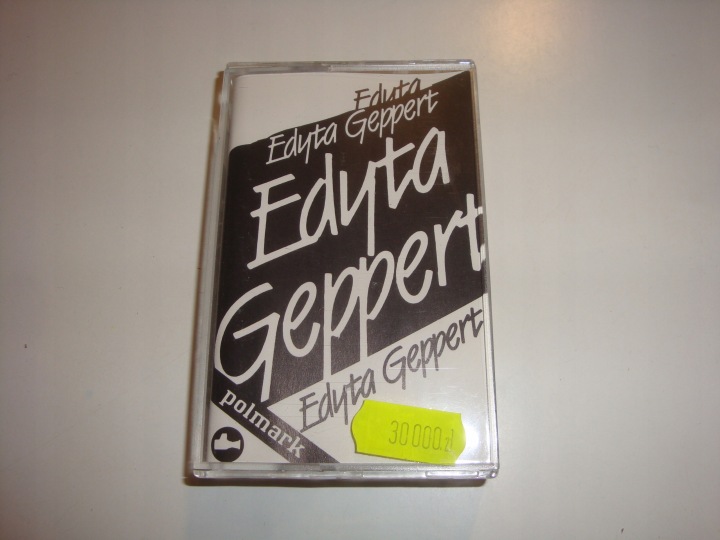 Edyta
Edyta Geppert
Edyta
Geppert
Edyta Geppert
polmark
30 000.zł